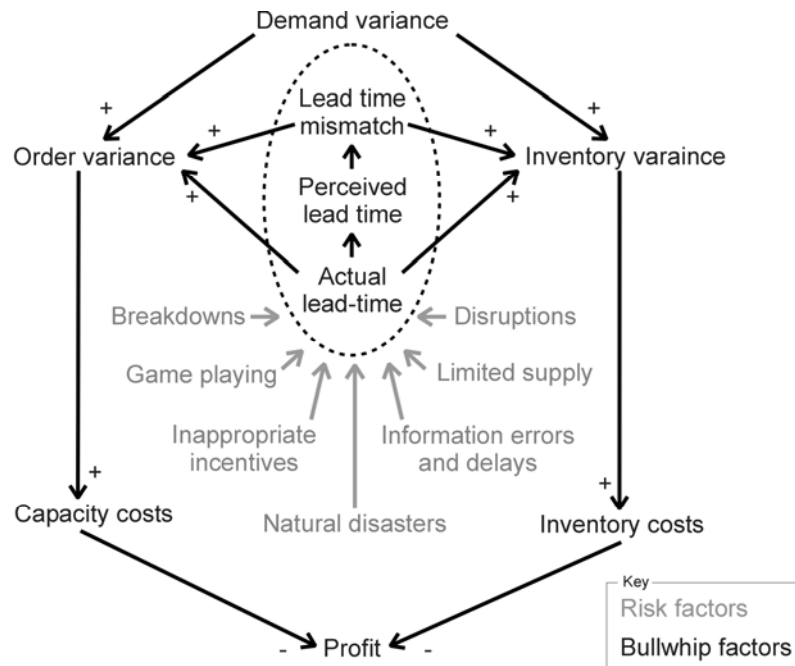 Demand variance
+
+
Lead time
mismatch
+
+
Order variance
Inventory varaince
Perceived
lead time
+
+
Actual
lead-time
Breakdowns
Disruptions
Game playing
Limited supply
Inappropriate
incentives
Information errors
and delays
+
+
Capacity costs
Natural disasters
Inventory costs
Key
Risk factors
Bullwhip factors
- Profit -